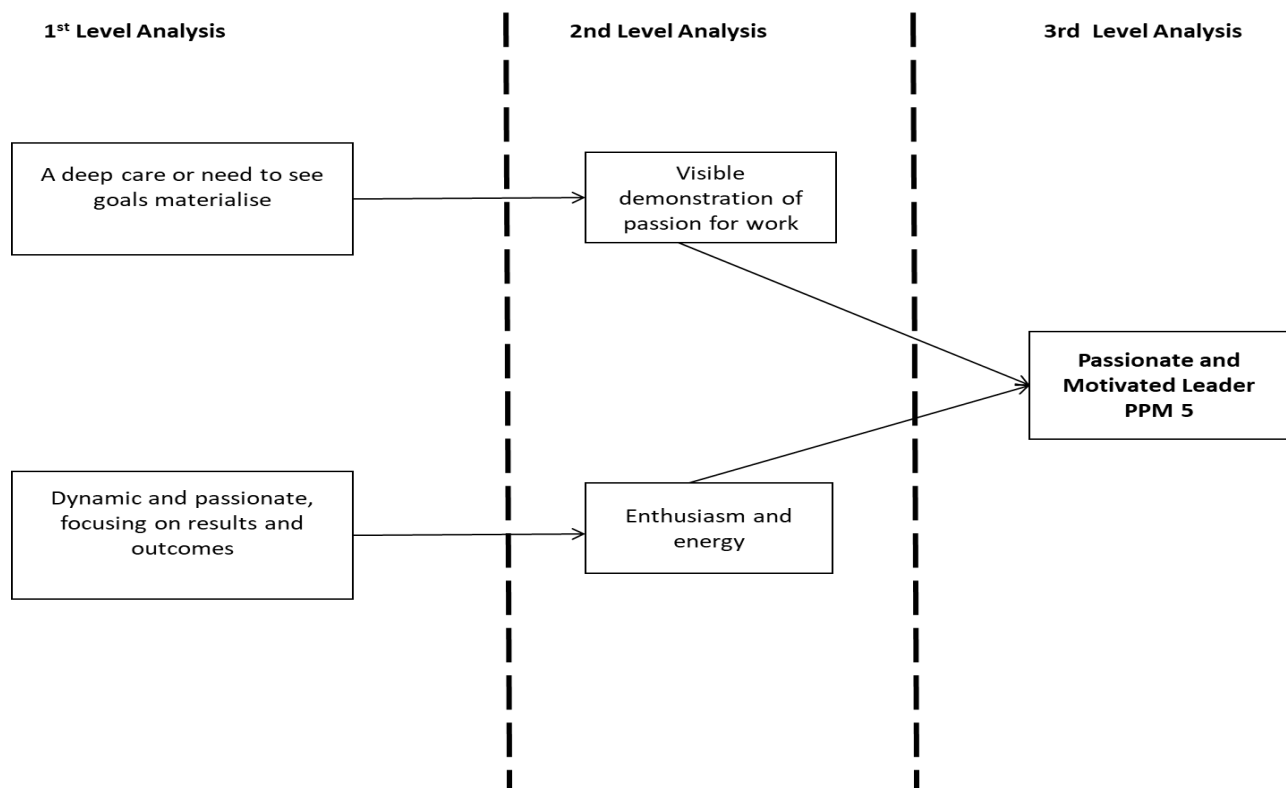 1st Level Analysis
2nd Level Analysis
3rd Level Analysis
A deep care or need to see
goals materialise
Visible
demonstration of
passion for work
Passionate and
Motivated Leader
PPM 5
Dynamic and passionate,
focusing on results and
outcomes
Enthusiasm and
energy